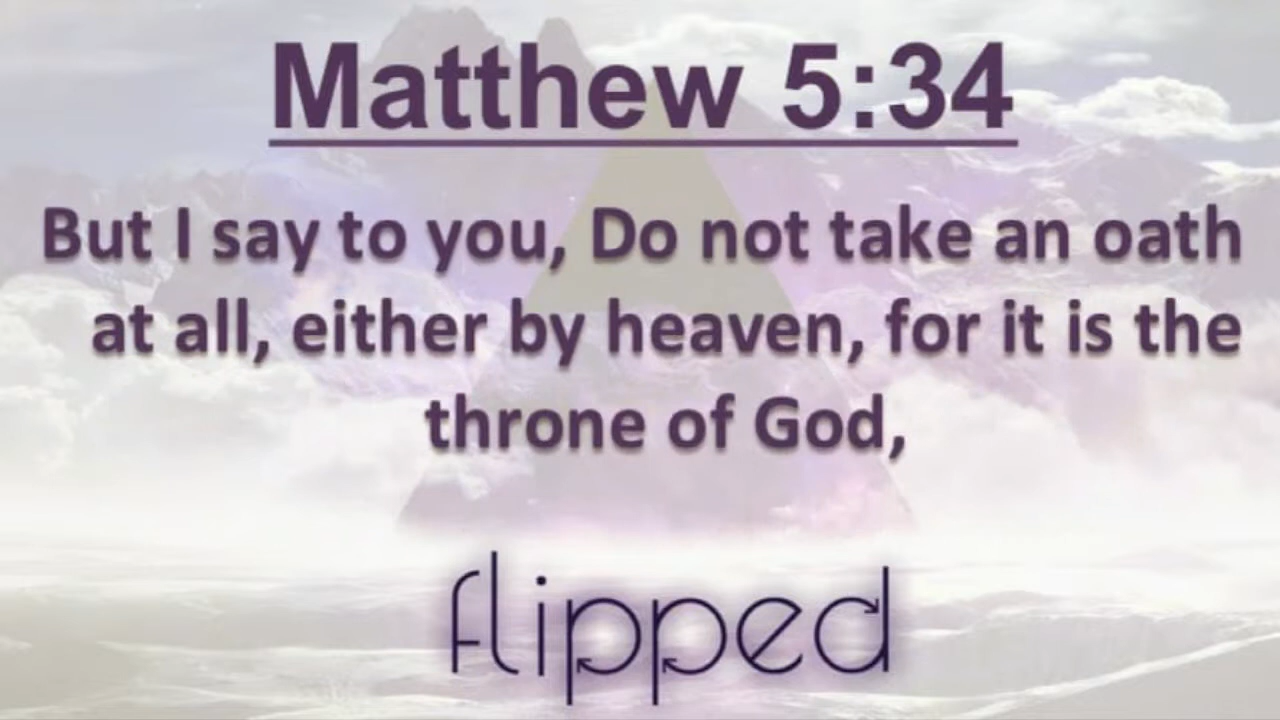 Matthew 5:34
But I say to you, Do not take an oath
at all, either by heaven, for it is the
throne of God,
flipped